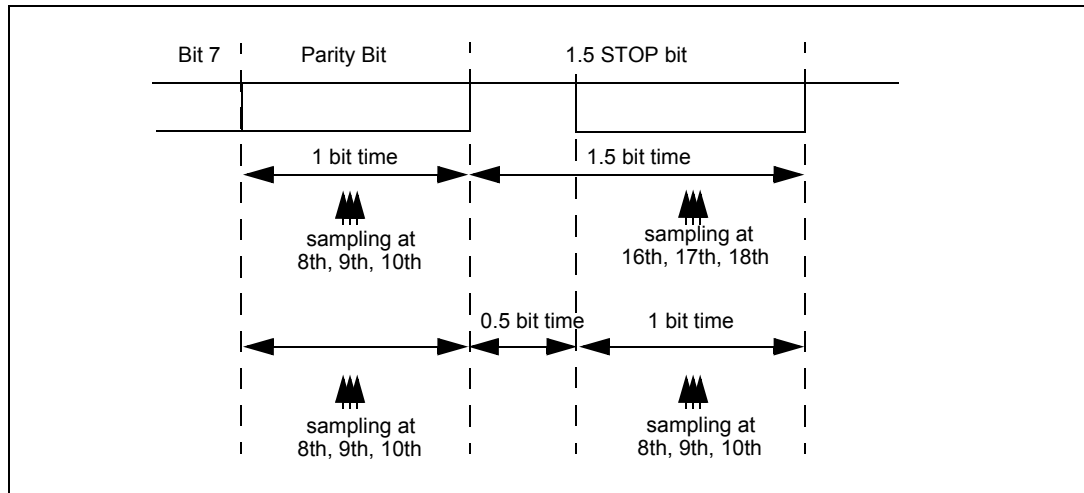 Bit 7 Parity Bit 1.5 STOP bit
1 bit time 1.5 bit time
sampling at
8th, 9th, 10th
sampling at
16th, 17th, 18th
0.5 bit time 1 bit time
sampling at
8th, 9th, 10th
sampling at
8th, 9th, 10th